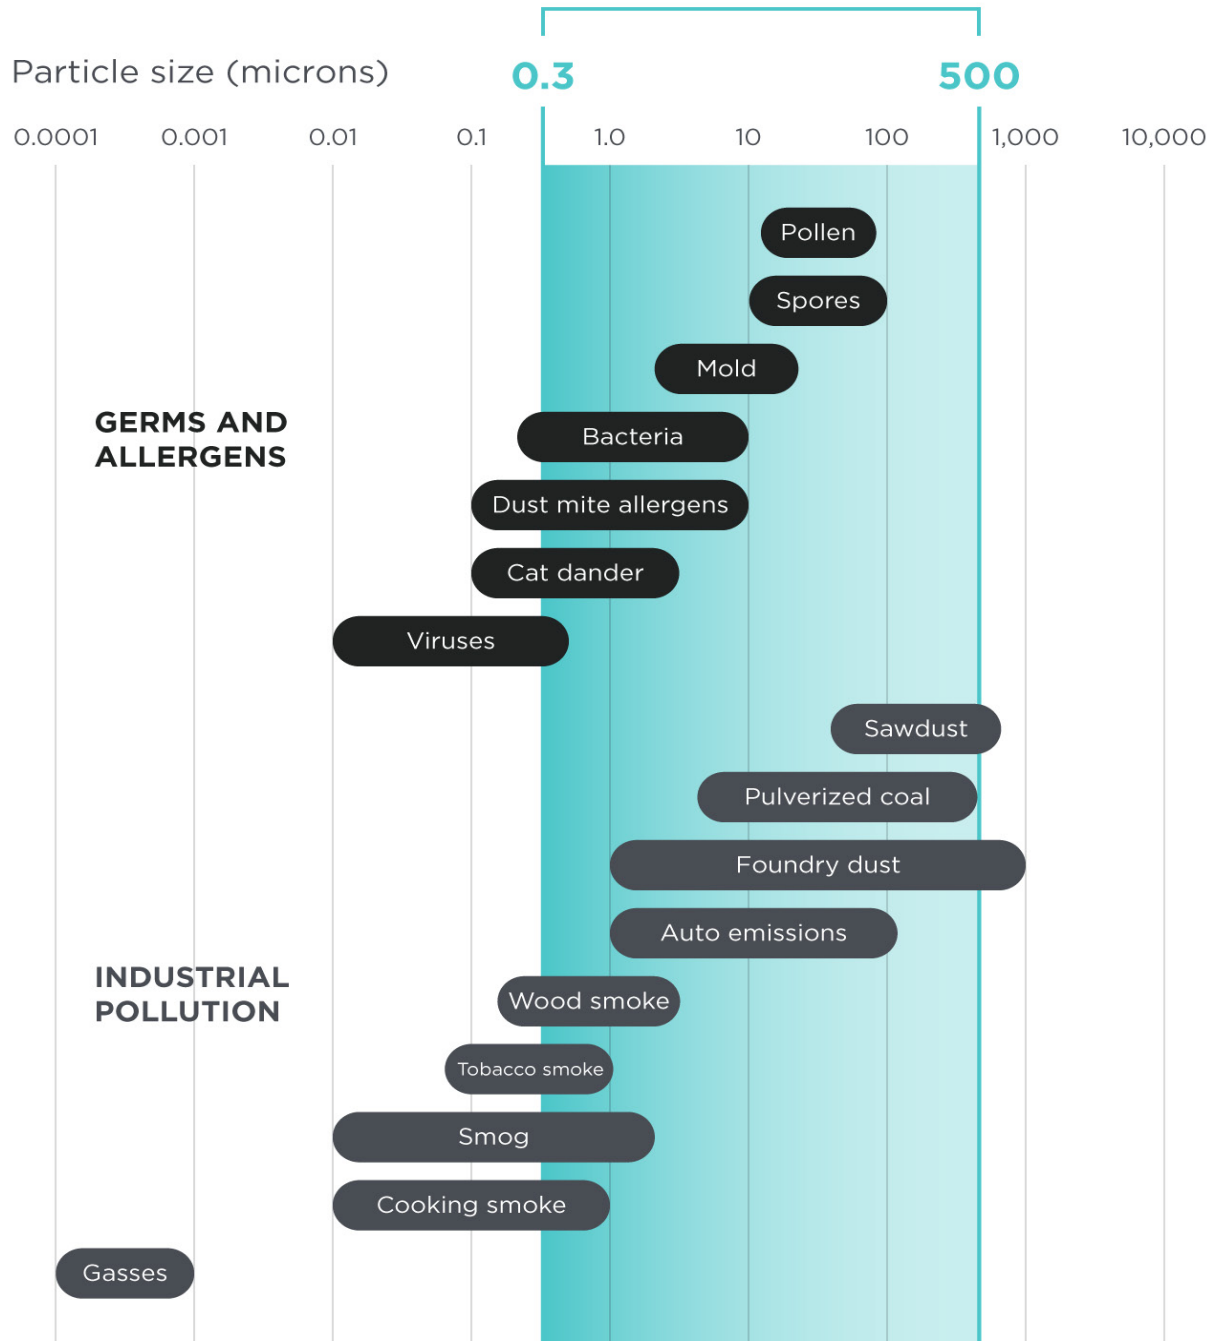 Particle size (microns)
0.3
500
0.0001
0.001
0.01
0.1
1.0
10
100
1,000
10,000
Pollen
Spores
Mold
GERMS AND
ALLERGENS
Bacteria
Dust mite allergens
Cat dander
Viruses
Sawdust
Pulverized coal
Foundry dust
Auto emissions
INDUSTRIAL
POLLUTION
Wood smoke
Tobacco smoke
Smog
Cooking smoke
Gasses